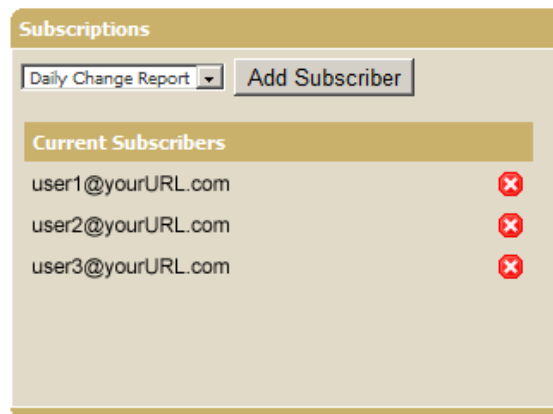 Subscriptions
Daily Change Report Add Subscriber
Current Subscribers
user1@yourURL.com
user2@yourURL.com
user3@yourURL.com